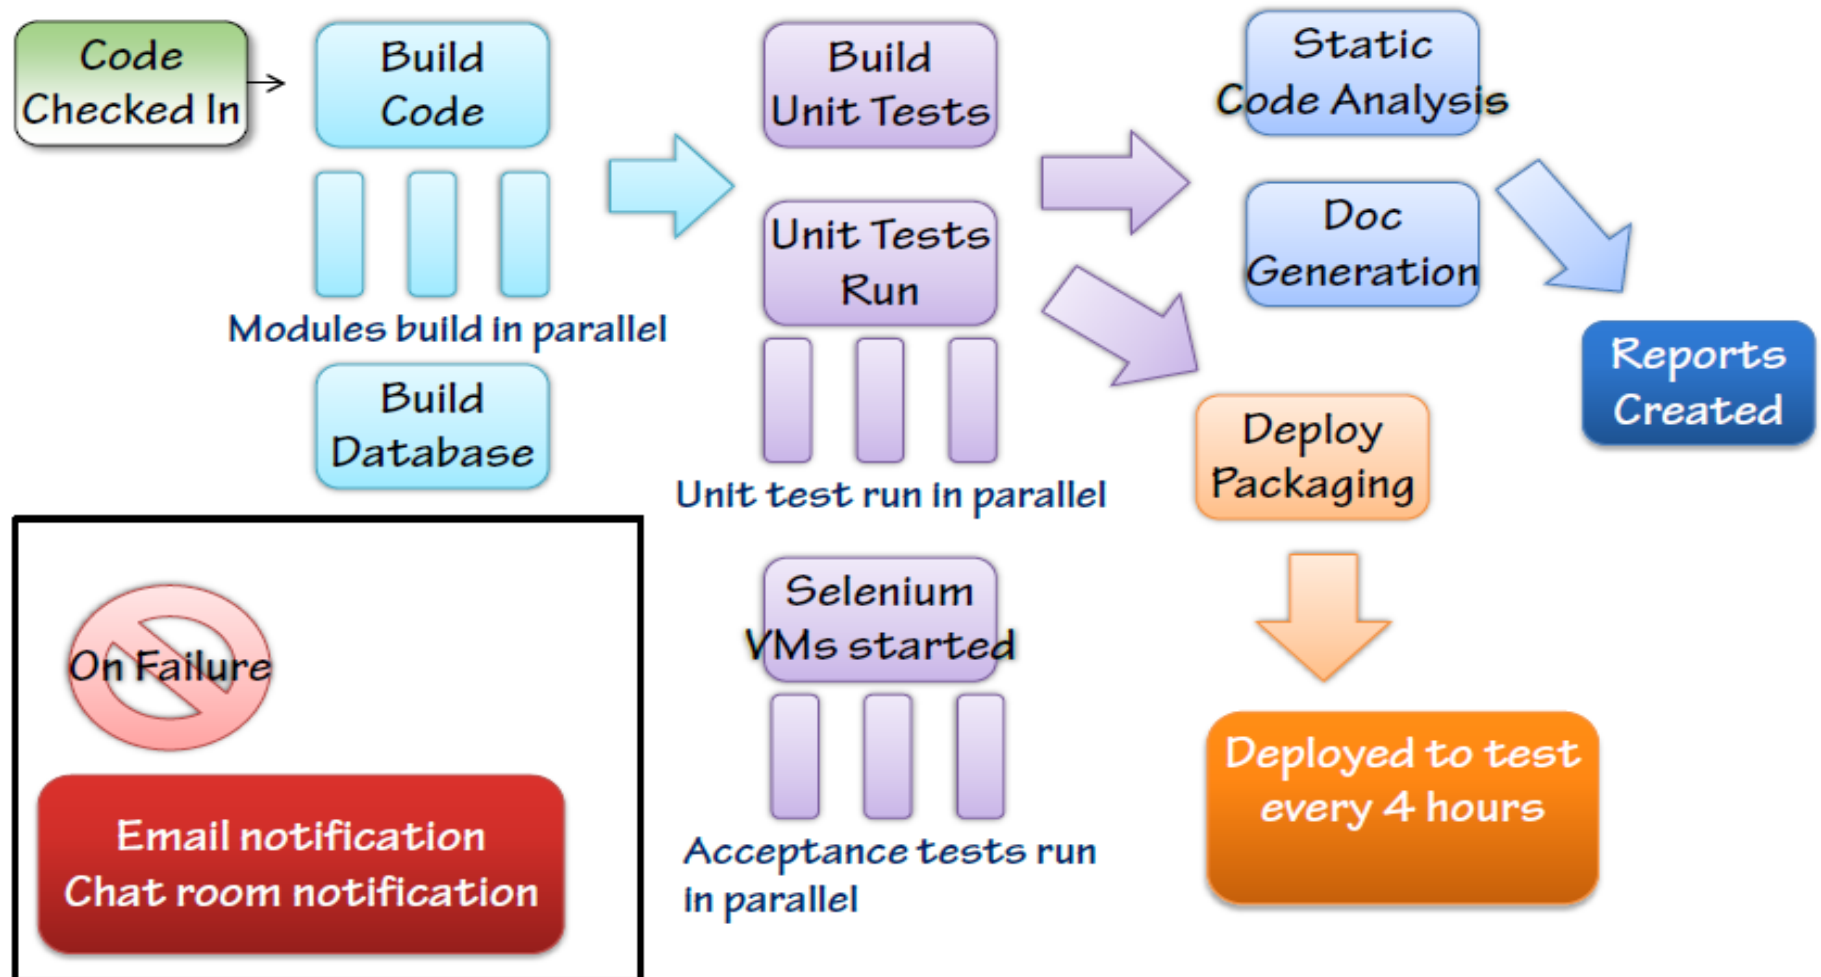 Code
Checked In
Build
Code
Modules build in parallel
Build
Database
Build
Unit Tests
Unit Tests
Run
Unit test run in parallel
Selenium
VMs started
Acceptance tests run
in parallel
Static
Code Analysis
Doc
Generation
Reports
Created
Deploy
Packaging
Deployed to test
every 4 hours
On Failure
Email notification
Chat room notification